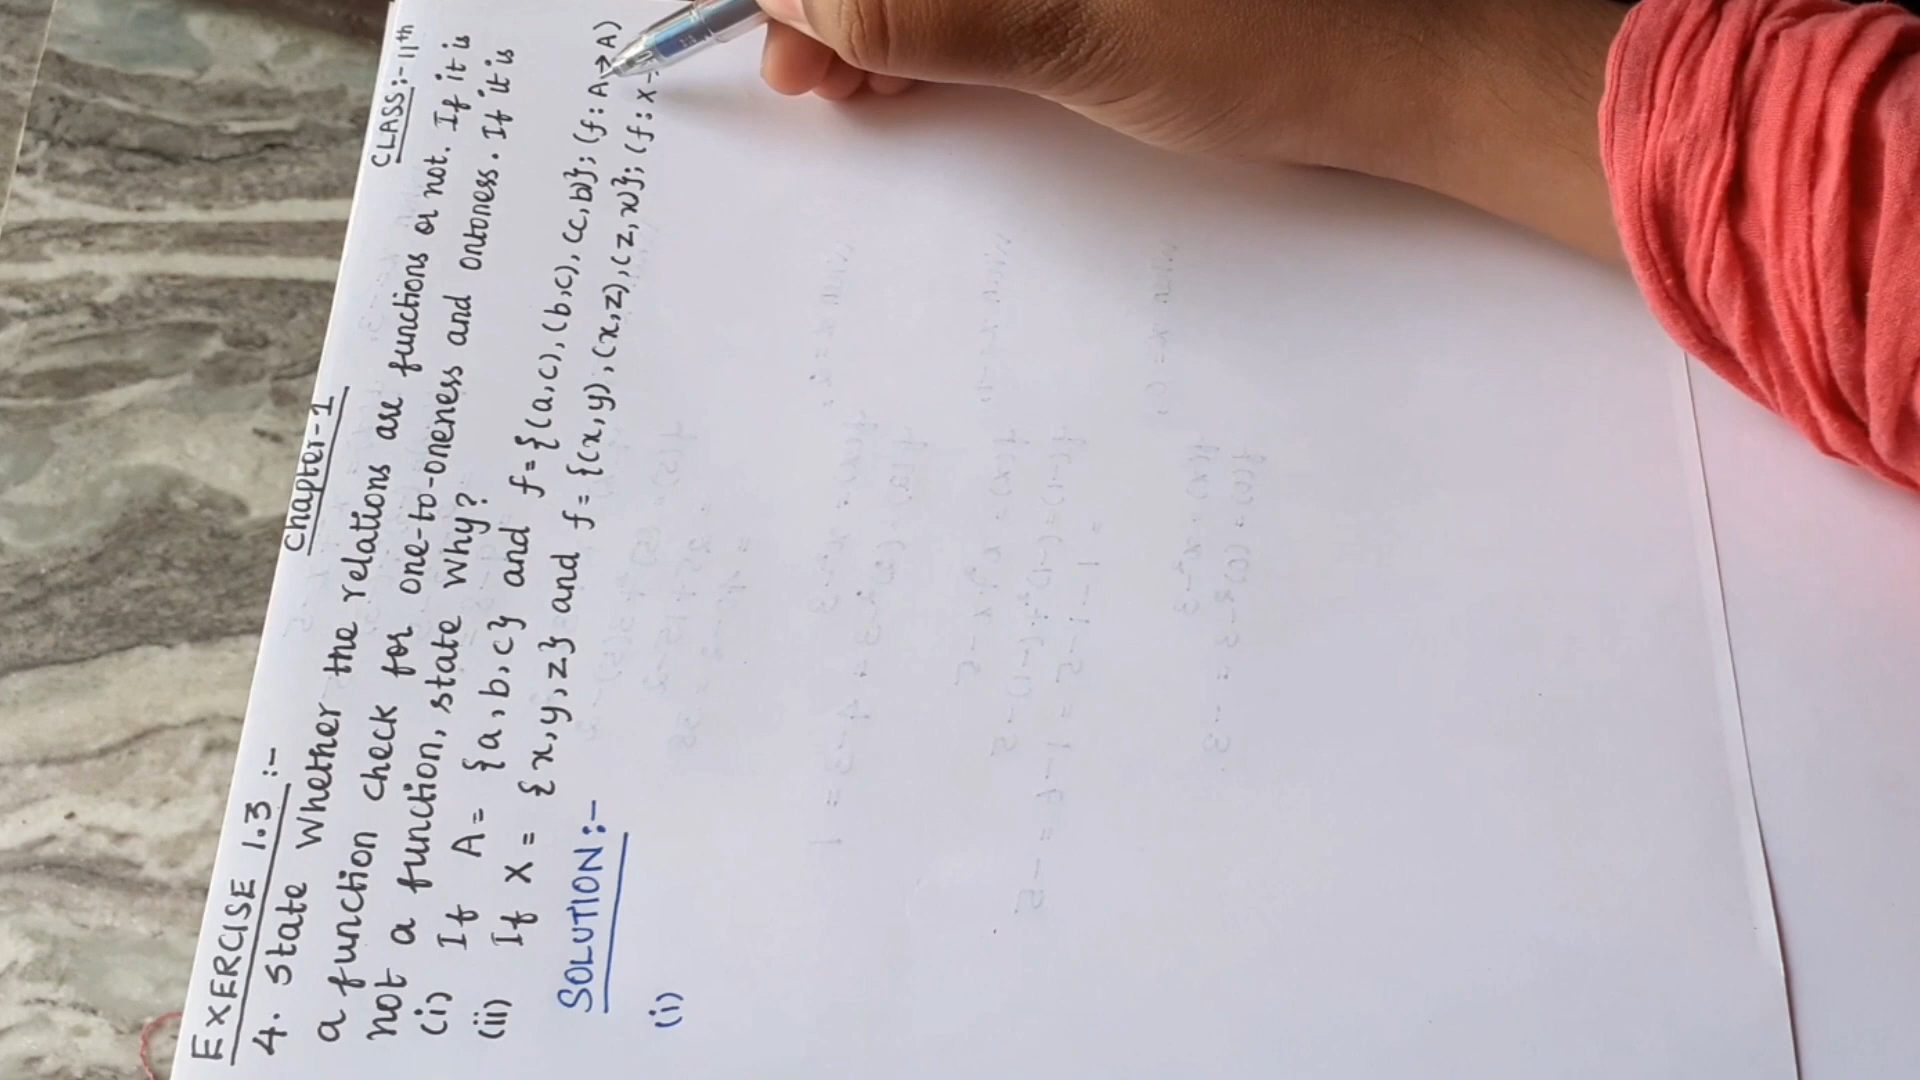 CLASS:- 11th
Chapter-1
EXERCISE 1.3 :-
4. State whether the relations are functions or not. If it is
a function check for one-to-oneness and ontoness. If it is
not a function, state why?
(i) If A = {a, b, c} and f = {(a, c), (b, c), (c, b)}; (f : A → A)
(ii) If X = {x, y, z} and f = {(x, y), (x, z), (z, x)}; (f : x -
SOLUTION:-
(i)